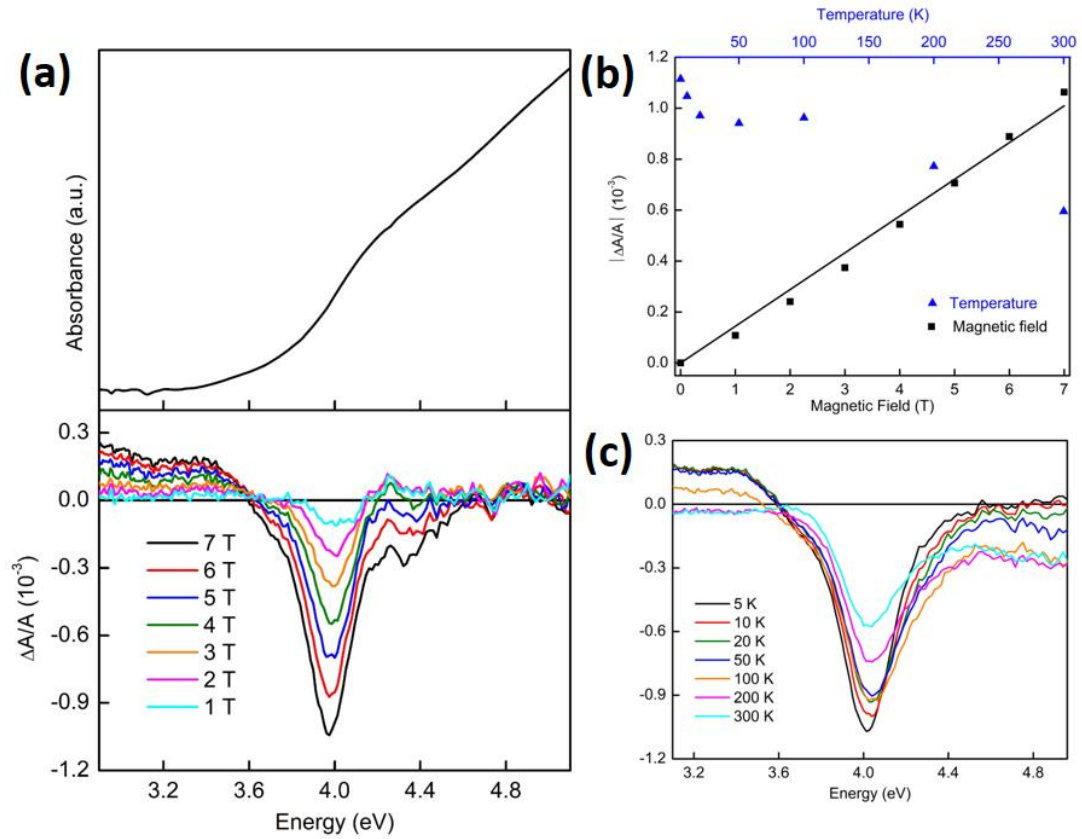 (a)
Absorbance (a.u.)
0.3
0.0
-0.3
-0.6
-0.9
-1.2
ΔA/A (10⁻³)
7 T
6 T
5 T
4 T
3 T
2 T
1 T
3.2 3.6 4.0 4.4 4.8
Energy (eV)
(b)
Temperature (K)
50 100 150 200 250 300
1.2
1.0
0.8
0.6
0.4
0.2
0.0
|ΔA/A| (10⁻³)
Temperature
Magnetic field
0 1 2 3 4 5 6 7
Magnetic Field (T)
(c)
0.3
0.0
-0.3
-0.6
-0.9
-1.2
5 K
10 K
20 K
50 K
100 K
200 K
300 K
3.2 3.6 4.0 4.4 4.8
Energy (eV)